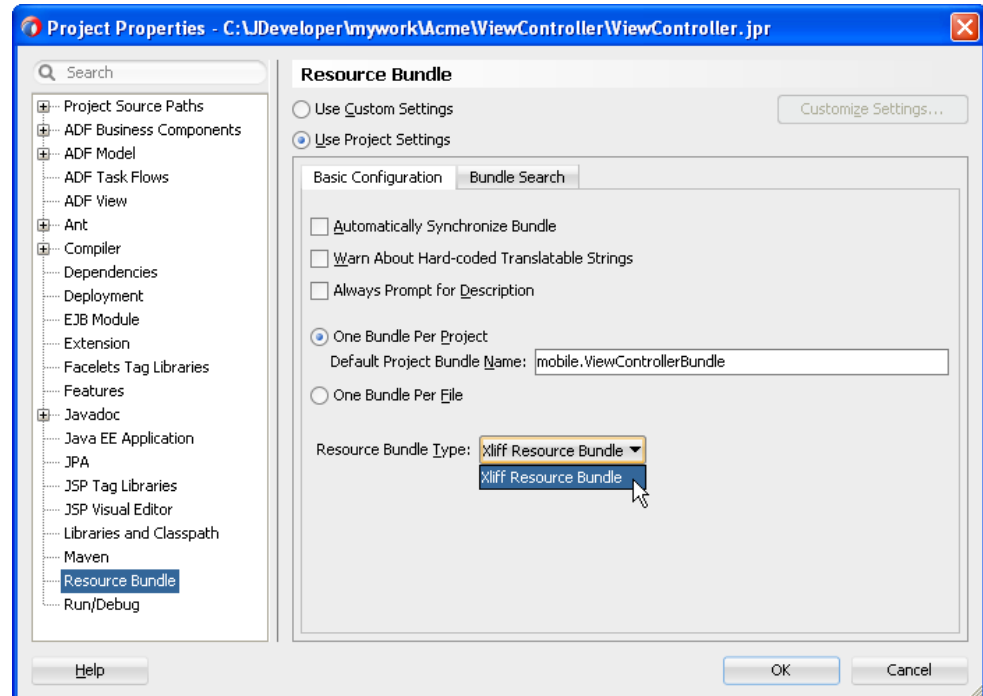 Project Properties - C:\JDeveloper\mywork\Acme\ViewController\ViewController.jpr
Search
Project Source Paths
ADF Business Components
ADF Model
ADF Task Flows
ADF View
Ant
Compiler
Dependencies
Deployment
EJB Module
Extension
Facelets Tag Libraries
Features
Javadoc
Java EE Application
JPA
JSP Tag Libraries
JSP Visual Editor
Libraries and Classpath
Maven
Resource Bundle
Run/Debug
Resource Bundle
Use Custom Settings
Customize Settings...
Use Project Settings
Basic Configuration
Bundle Search
Automatically Synchronize Bundle
Warn About Hard-coded Translatable Strings
Always Prompt for Description
One Bundle Per Project
Default Project Bundle Name: mobile.ViewControllerBundle
One Bundle Per File
Resource Bundle Type: Xliff Resource Bundle
Xliff Resource Bundle
Help
OK
Cancel